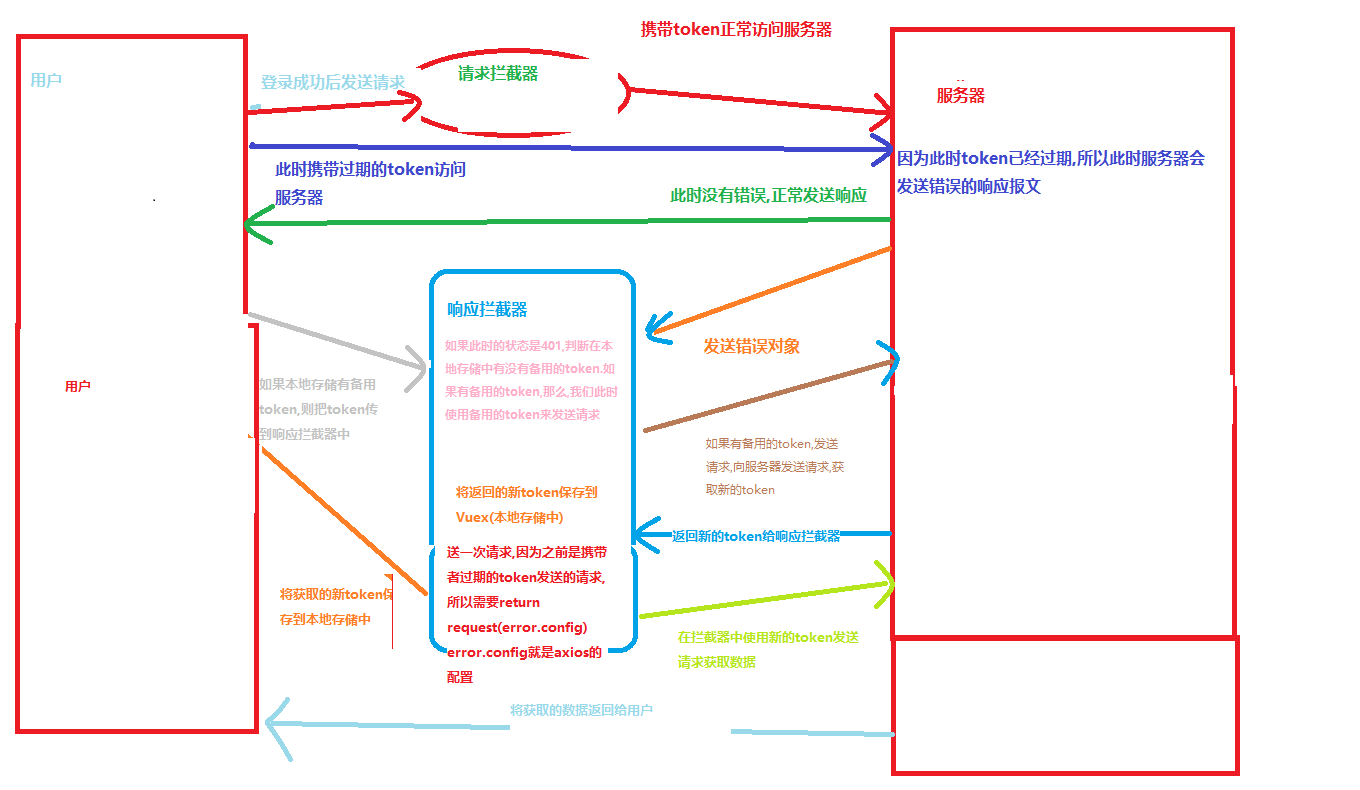 携带token正常访问服务器
用户
登录成功后发送请求
请求拦截器
服务器
此时携带过期的token访问
服务器
因为此时token已经过期,所以此时服务器会
发送错误的响应报文
此时没有错误,正常发送响应
响应拦截器
如果此时的状态是401,判断在本
地存储中有没有备用的token.如
果有备用的token,那么,我们此时
使用备用的token来发送请求
发送错误对象
用户
如果本地存储有备用
token,则把token传
到响应拦截器中
如果有备用的token,发送
请求,向服务器发送请求,获
取新的token
将返回的新token保存到
Vuex(本地存储中)
返回新的token给响应拦截器
送一次请求,因为之前是携带
者过期的token发送的请求,
所以需要return
request(error.config)
error.config就是axios的
配置
将获取的新token保
存到本地存储中
在拦截器中使用新的token发送
请求获取数据
将获取的数据返回给用户